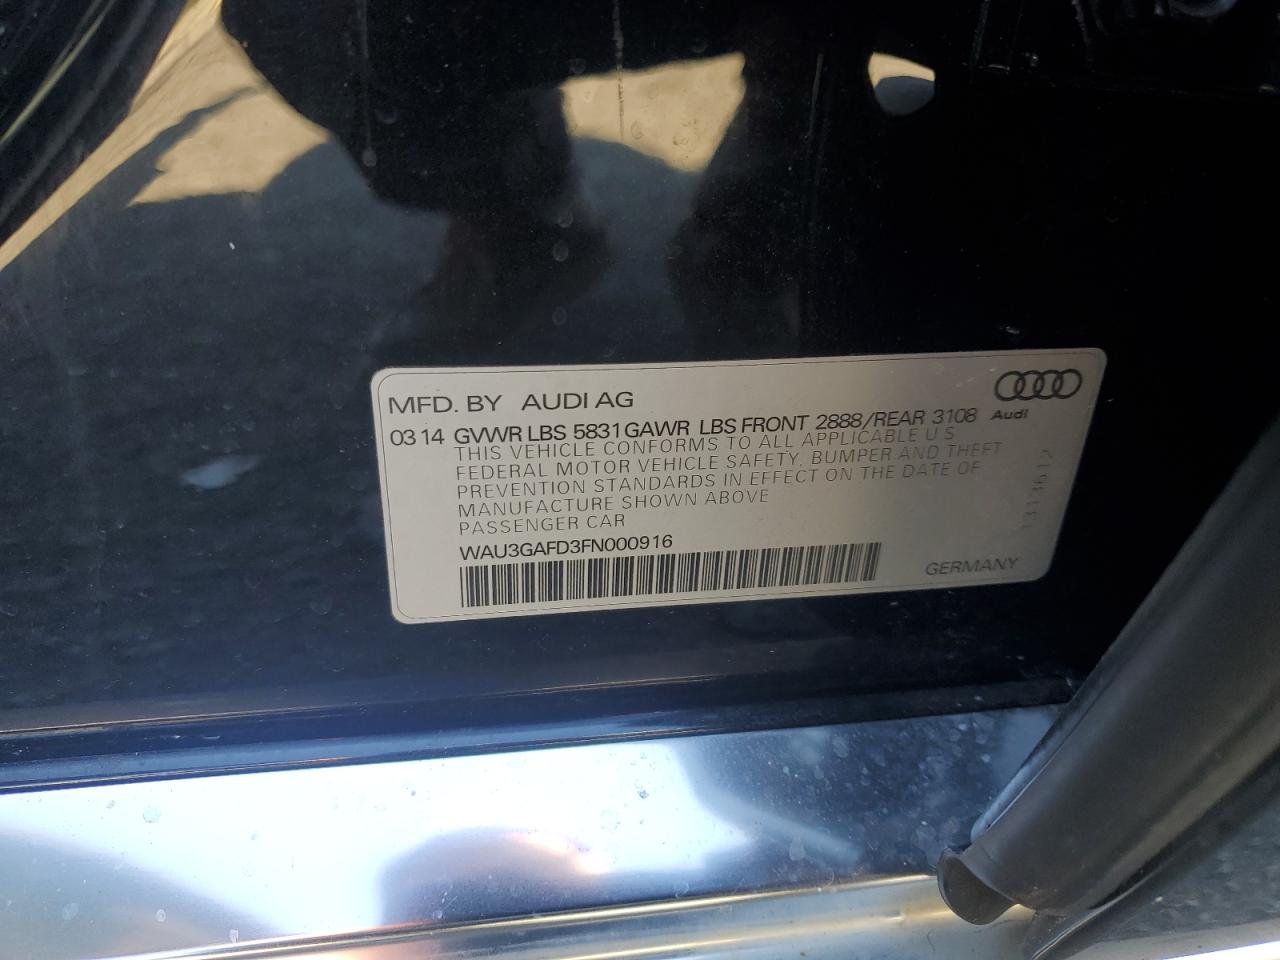 MFD. BY AUDI AG
Audi
03 14 GVWR LBS 5831 GAWR LBS FRONT 2888/REAR 3108
THIS VEHICLE CONFORMS TO ALL APPLICABLE U S
FEDERAL MOTOR VEHICLE SAFETY, BUMPER AND THEFT
PREVENTION STANDARDS IN EFFECT ON THE DATE OF
MANUFACTURE SHOWN ABOVE
PASSENGER CAR
WAU3GAFD3FN000916
GERMANY